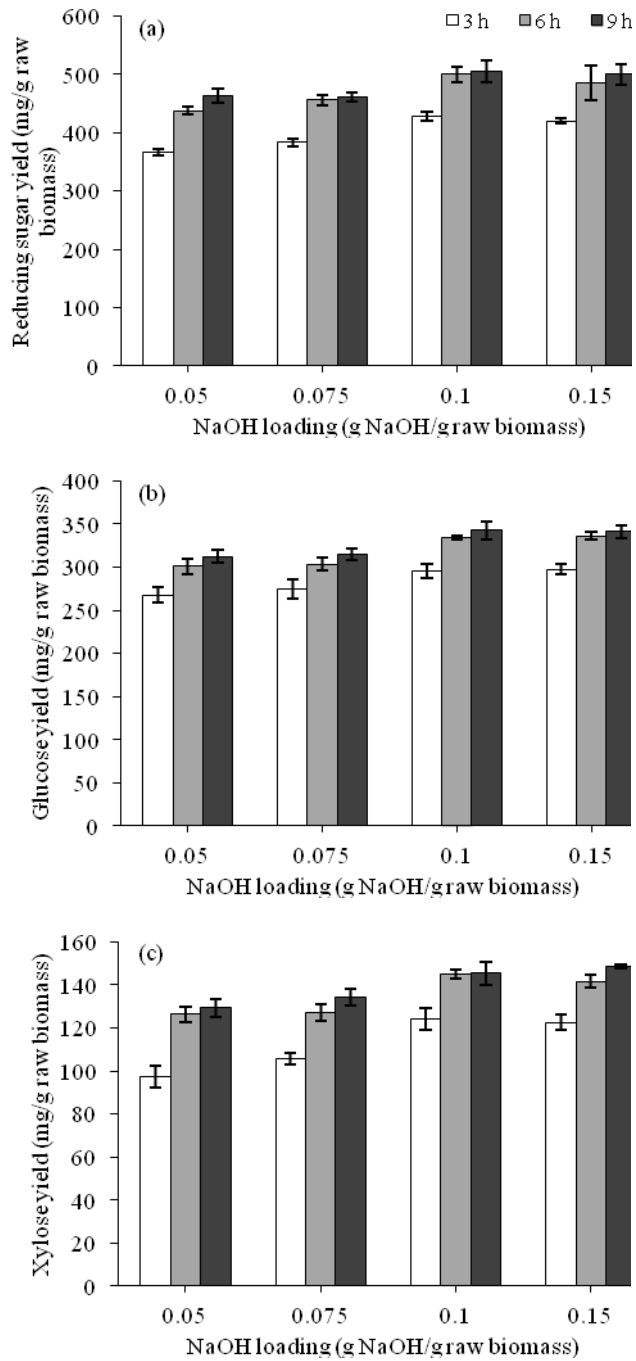 (a)
3 h 6 h 9 h
600
500
400
300
200
100
0
Reducing sugar yield (mg/g raw
biomass)
0.05 0.075 0.1 0.15
NaOH loading (g NaOH/graw biomass)
(b)
400
350
300
250
200
150
100
50
0
Glucose yield (mg/g raw biomass)
0.05 0.075 0.1 0.15
NaOH loading (g NaOH/graw biomass)
(c)
160
140
120
100
80
60
40
20
0
Xylose yield (mg/g raw biomass)
0.05 0.075 0.1 0.15
NaOH loading (g NaOH/graw biomass)